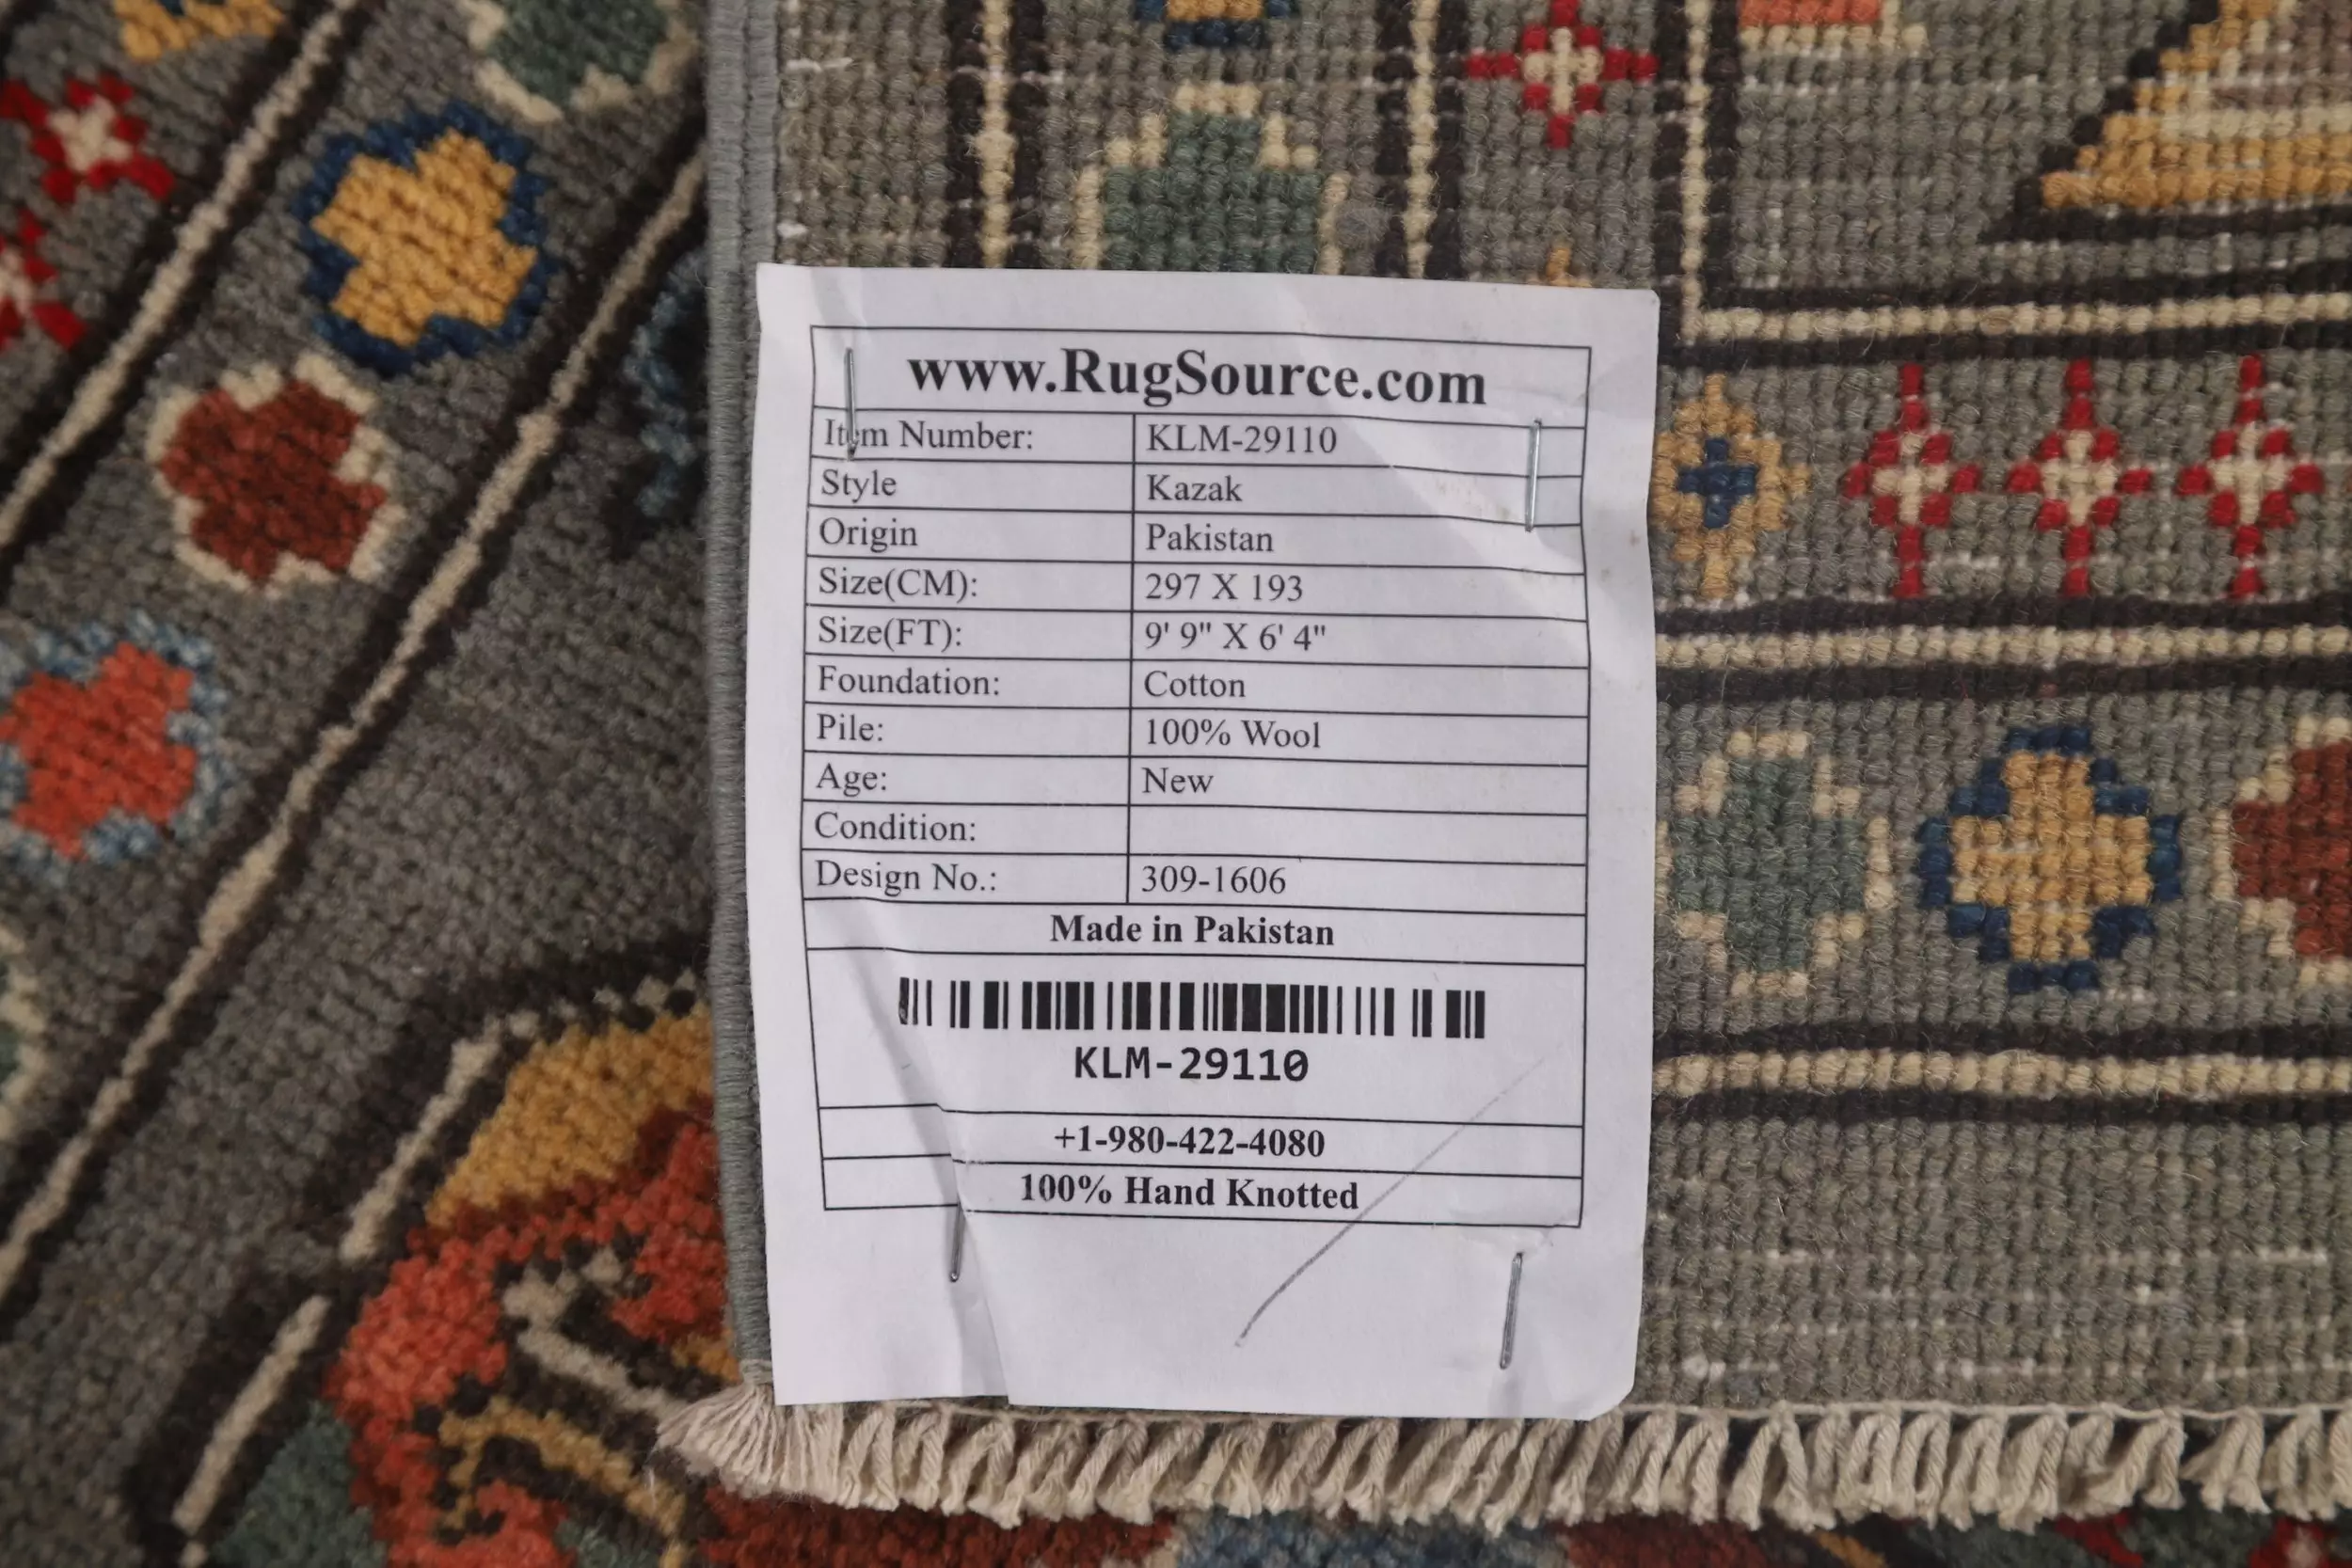 www.RugSource.com
Item Number: KLM-29110
Style Kazak
Origin Pakistan
Size(CM): 297 X 193
Size(FT): 9' 9" X 6' 4"
Foundation: Cotton
Pile: 100% Wool
Age: New
Condition:
Design No.: 309-1606
Made in Pakistan
KLM-29110
+1-980-422-4080
100% Hand Knotted